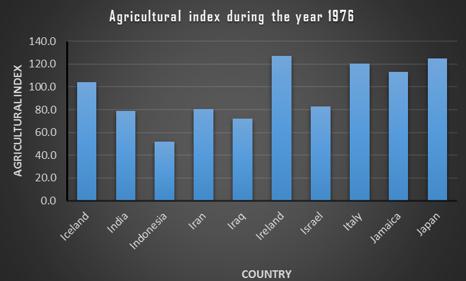 Agricultural index during the year 1976
AGRICULTURAL INDEX
140.0
120.0
100.0
80.0
60.0
40.0
20.0
0.0
Iceland
India
Indonesia
Iran
Iraq
Ireland
Israel
Italy
Jamaica
Japan
COUNTRY